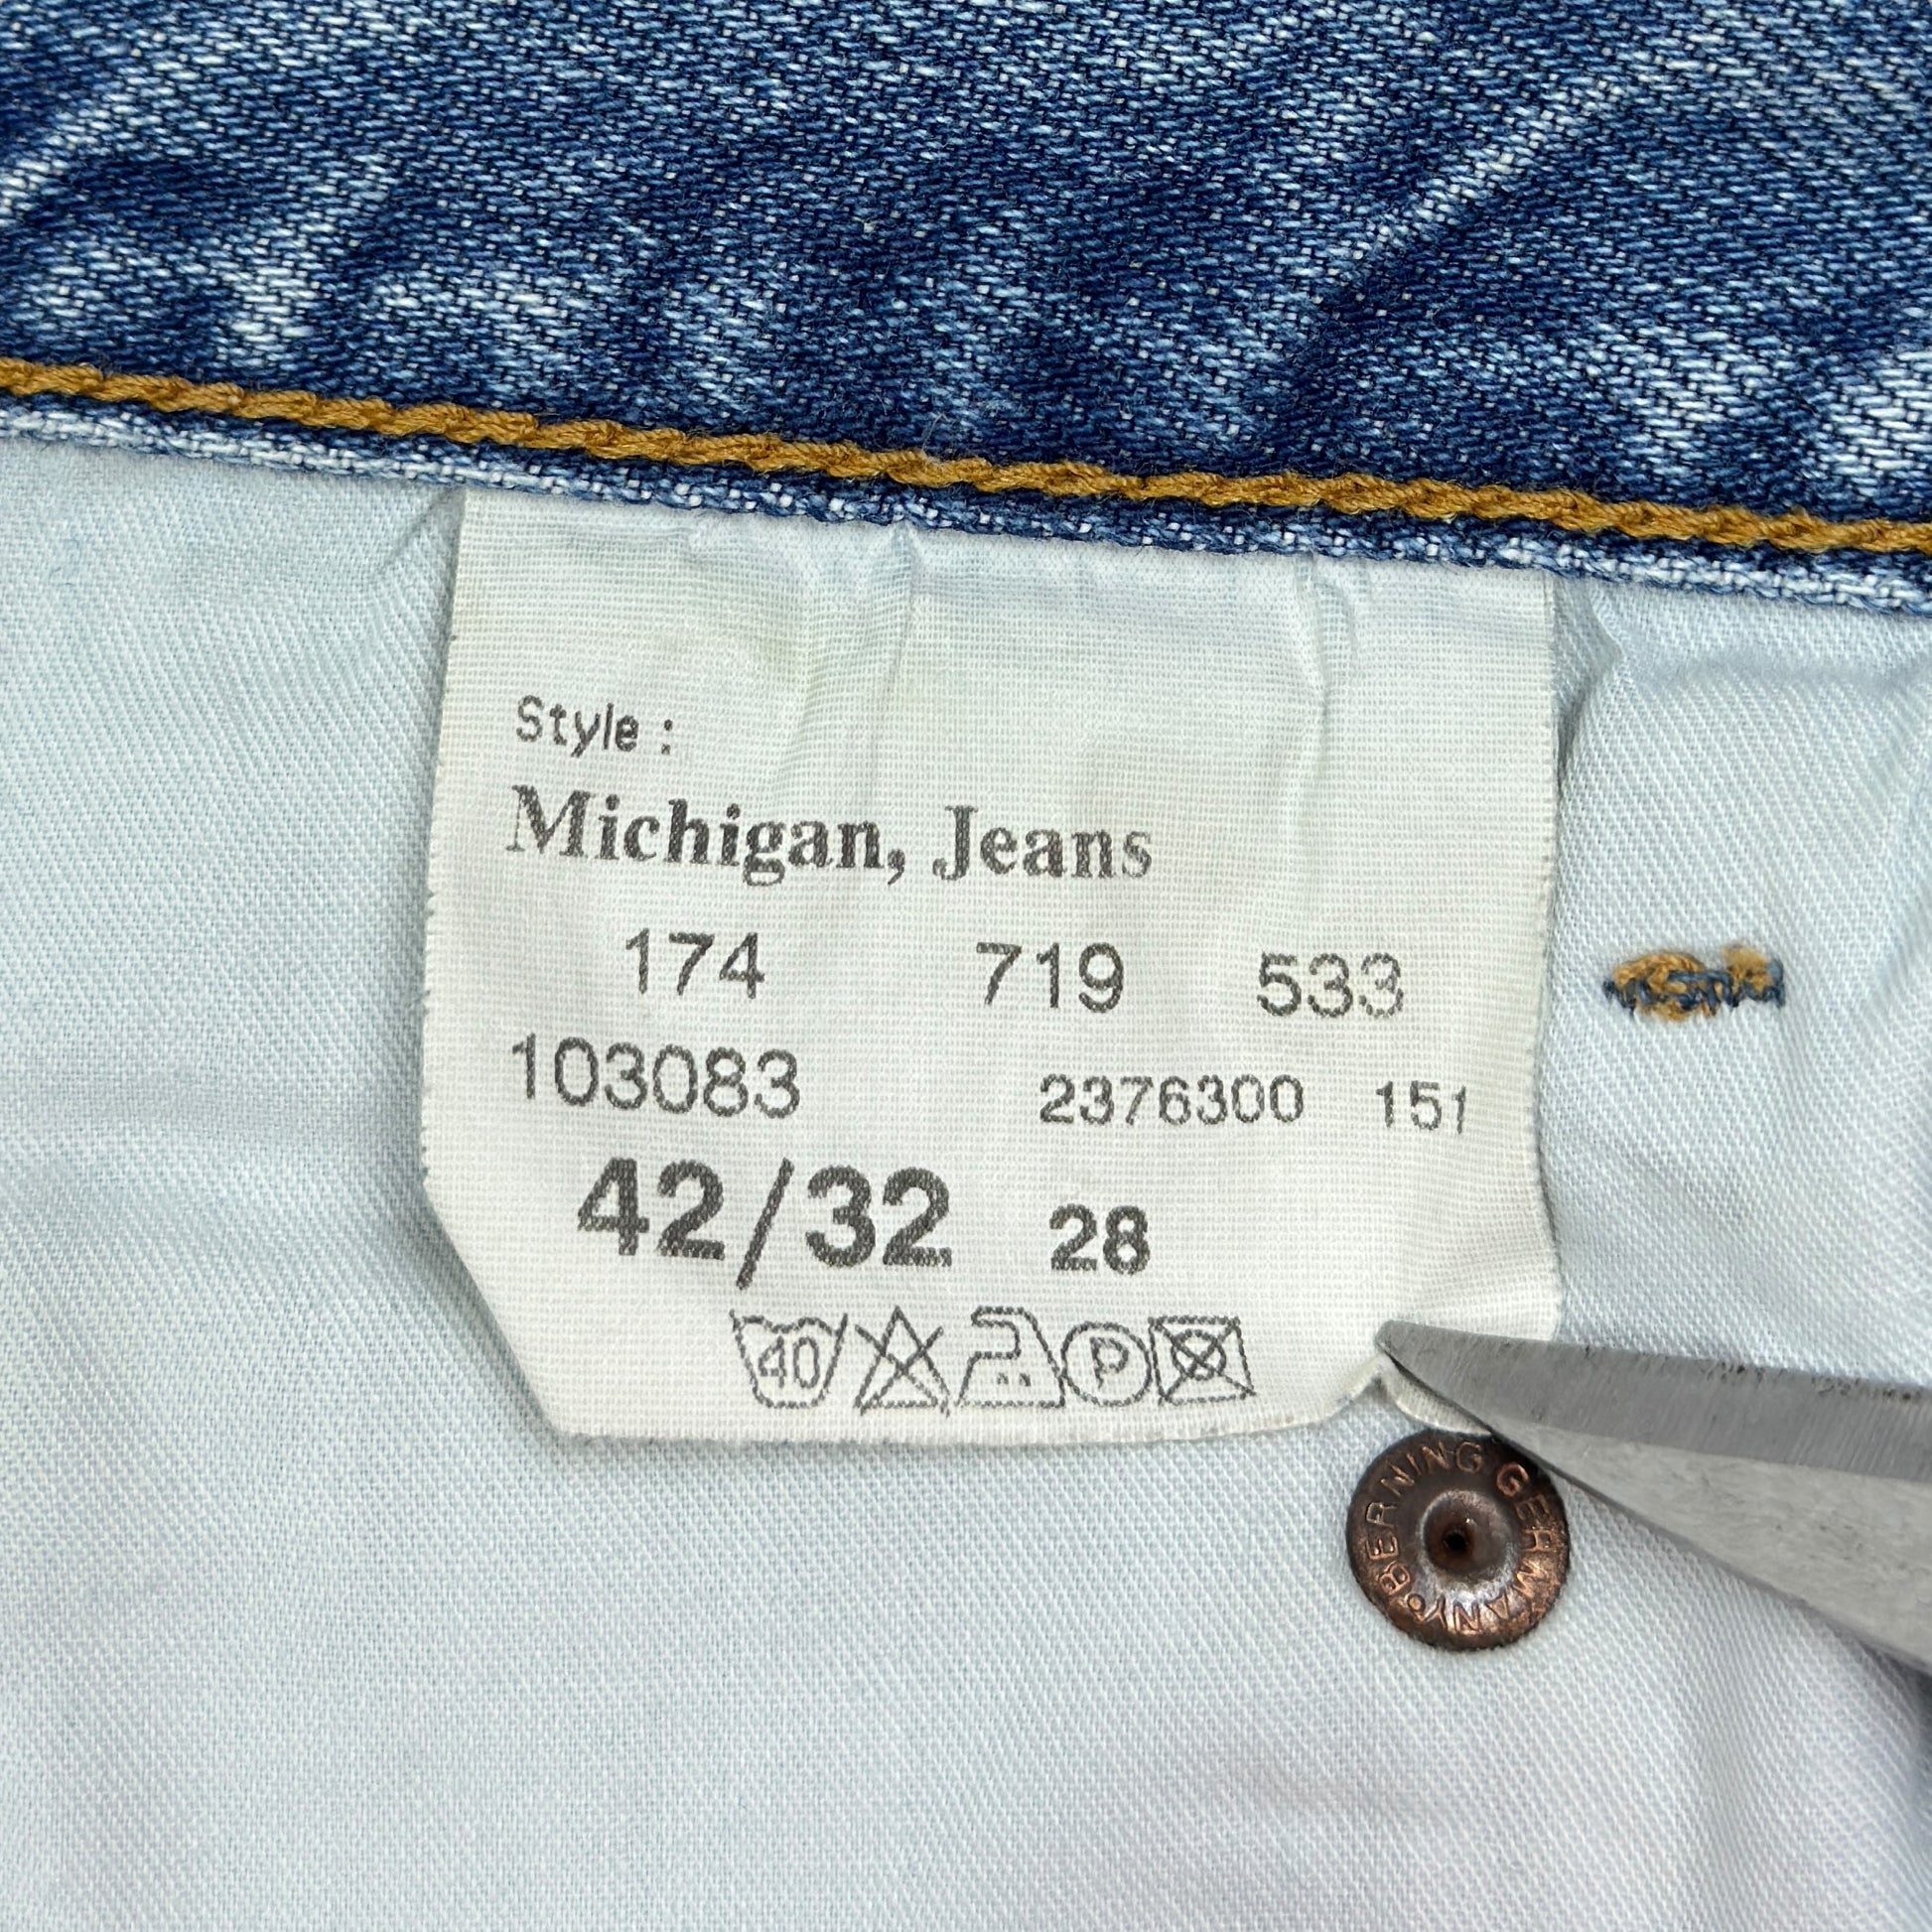 Style :
Michigan, Jeans
174 719 533
103083 2376300 151
42/32 28
40 P
BERNING GERMANY